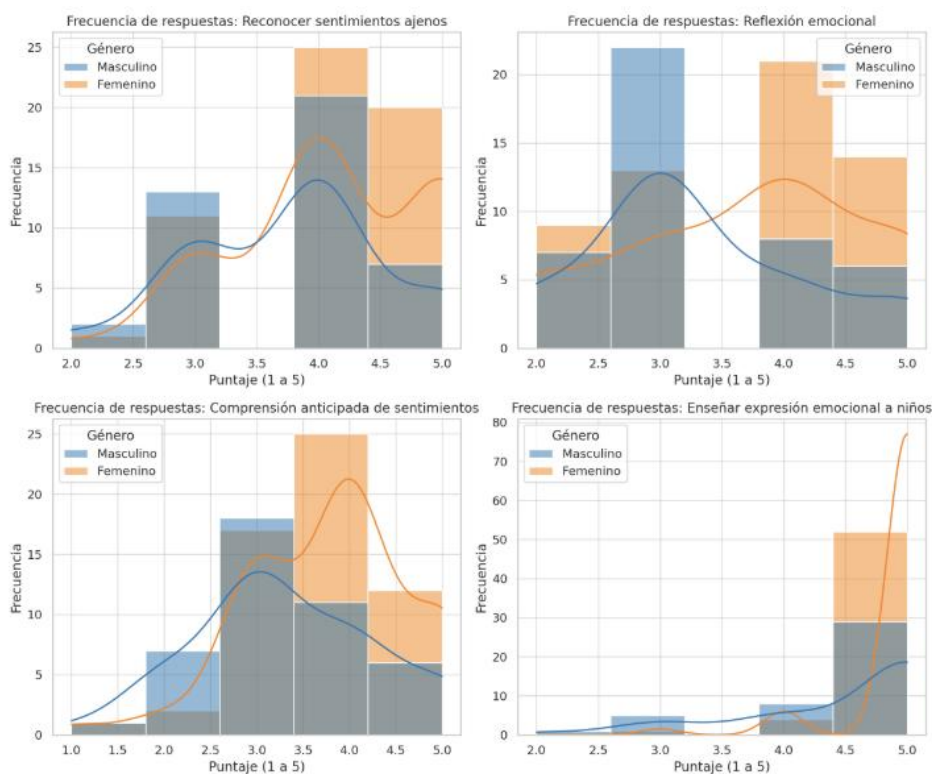 Frecuencia de respuestas: Reconocer sentimientos ajenos
Género
Masculino
Femenino
25
20
15
10
5
0
Frecuencia
2.0 2.5 3.0 3.5 4.0 4.5 5.0
Puntaje (1 a 5)
Frecuencia de respuestas: Reflexión emocional
Género
Masculino
Femenino
20
15
10
5
0
Frecuencia
2.0 2.5 3.0 3.5 4.0 4.5 5.0
Puntaje (1 a 5)
Frecuencia de respuestas: Comprensión anticipada de sentimientos
Género
Masculino
Femenino
25
20
15
10
5
0
Frecuencia
1.0 1.5 2.0 2.5 3.0 3.5 4.0 4.5 5.0
Puntaje (1 a 5)
Frecuencia de respuestas: Enseñar expresión emocional a niños
Género
Masculino
Femenino
80
70
60
50
40
30
20
10
0
Frecuencia
2.0 2.5 3.0 3.5 4.0 4.5 5.0
Puntaje (1 a 5)